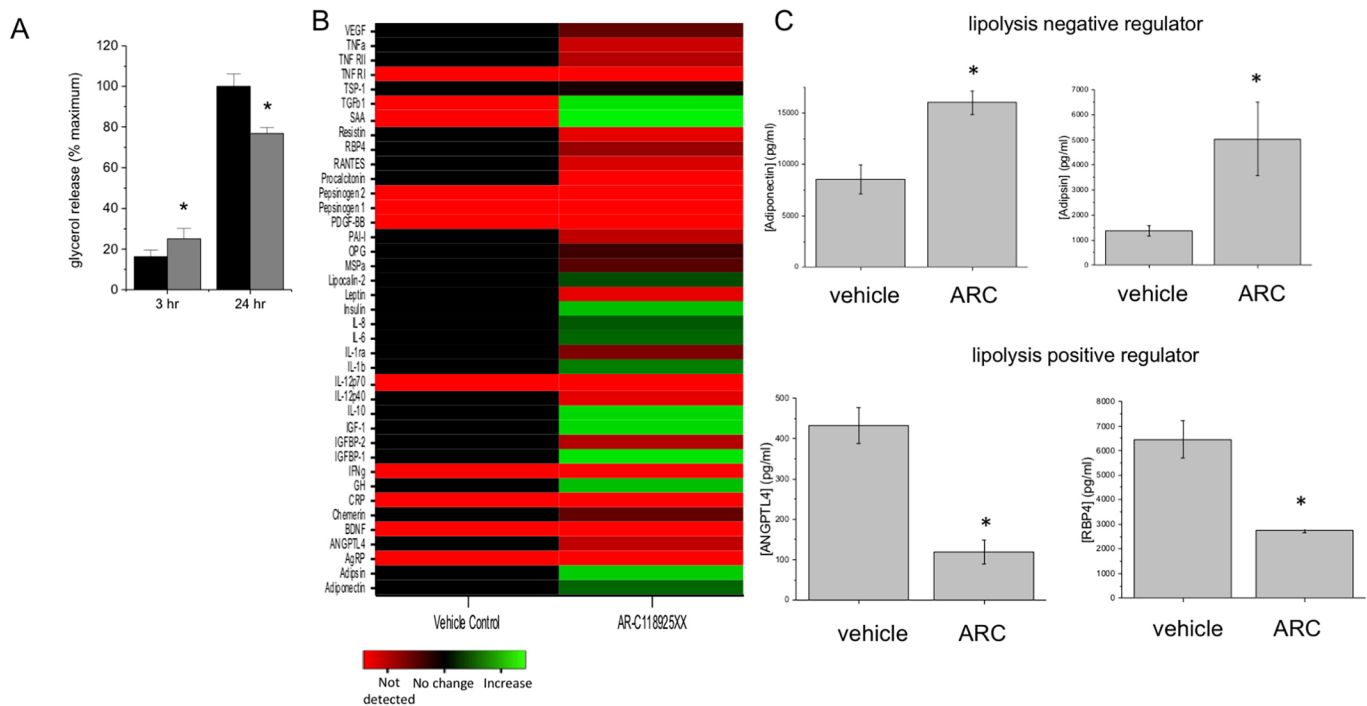 A
glycerol release (% maximum)
120
100
80
60
40
20
0
*
*
3 hr
24 hr
B
VEGF
TNFa
TNF RII
TNF RI
TSP-1
TGFb1
SAA
Resistin
RBP4
RANTES
Procalcitonin
Pepsinogen 2
Pepsinogen 1
PDGF-BB
PAI-I
OPG
MSPa
Lipocalin-2
Leptin
Insulin
IL-8
IL-6
IL-1ra
IL-1b
IL-12p70
IL-12p40
IL-10
IGF-1
IGFBP-2
IGFBP-1
IFNg
GH
CRP
Chemerin
BDNF
ANGPTL4
AgRP
Adipsin
Adiponectin
Vehicle Control
AR-C118925XX
Not detected
No change
Increase
C
lipolysis negative regulator
[Adiponectin] (pg/ml)
15000
10000
5000
0
*
vehicle
ARC
[Adipsin] (pg/ml)
7000
6000
5000
4000
3000
2000
1000
0
*
vehicle
ARC
lipolysis positive regulator
[ANGPTL4] (pg/ml)
500
400
300
200
100
0
*
vehicle
ARC
[RBP4] (pg/ml)
8000
7000
6000
5000
4000
3000
2000
1000
0
*
vehicle
ARC